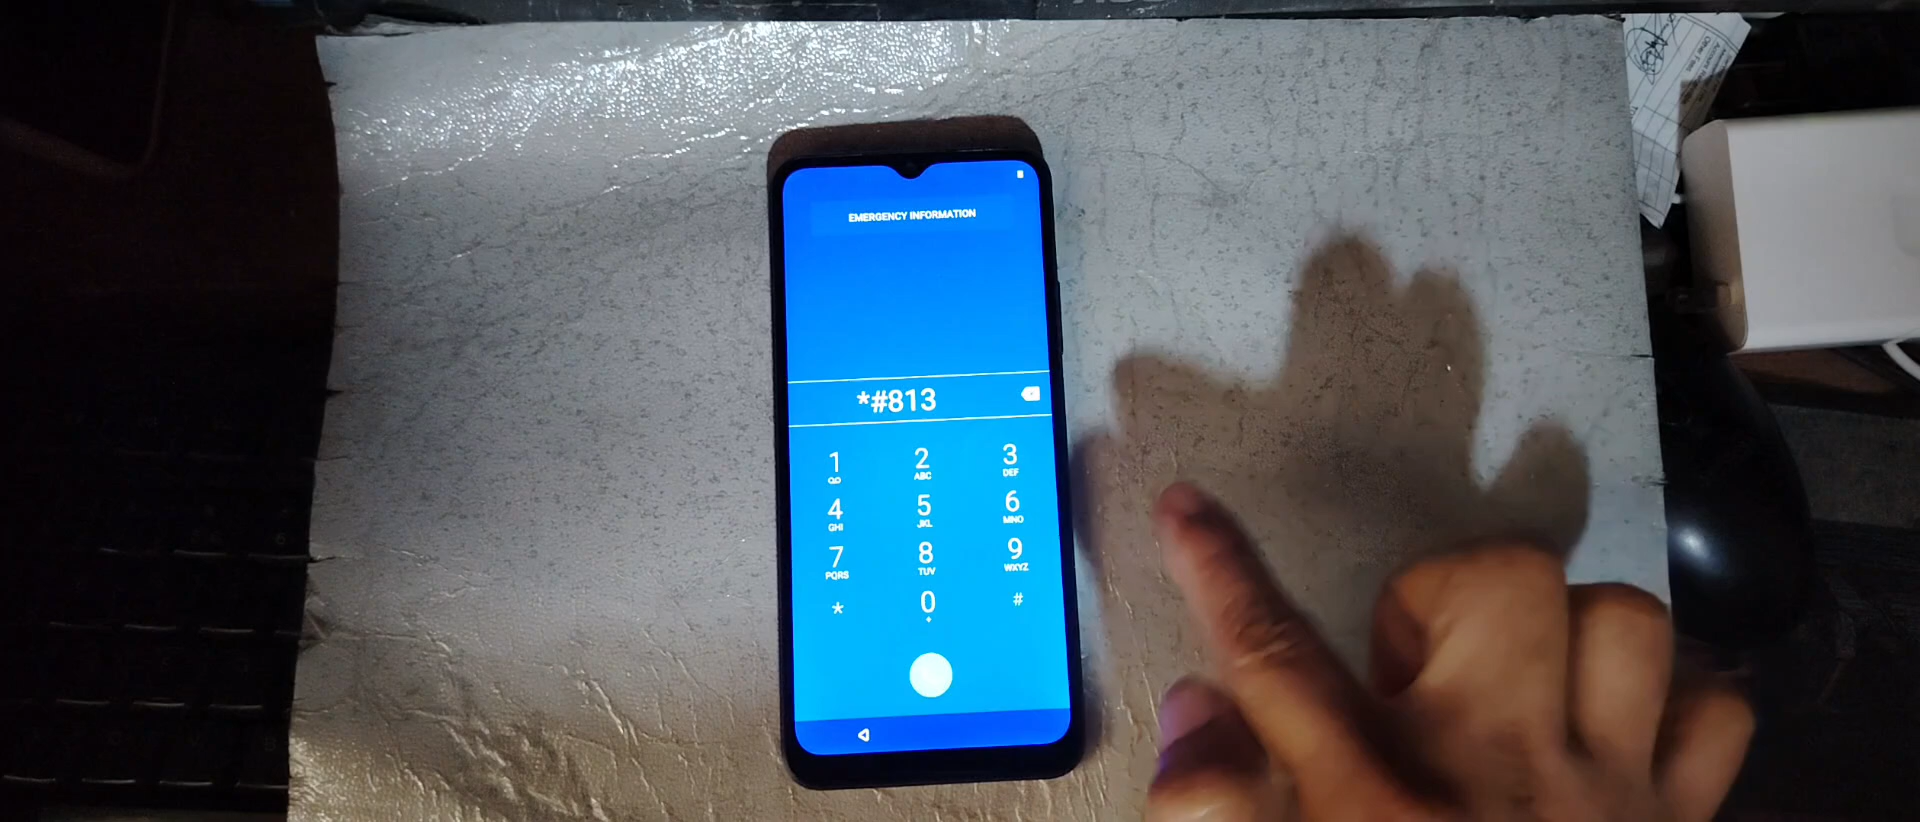 EMERGENCY INFORMATION
*#813
1 2 3
ABC DEF
4 5 6
GHI JKL MNO
7 8 9
PQRS TUV WXYZ
* 0 #
+